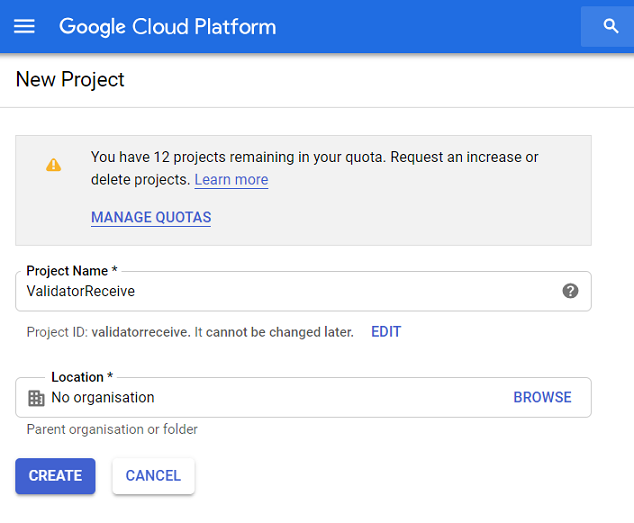 Google Cloud Platform
New Project
You have 12 projects remaining in your quota. Request an increase or
delete projects. Learn more
MANAGE QUOTAS
Project Name *
ValidatorReceive
Project ID: validatorreceive. It cannot be changed later. EDIT
Location *
No organisation BROWSE
Parent organisation or folder
CREATE CANCEL